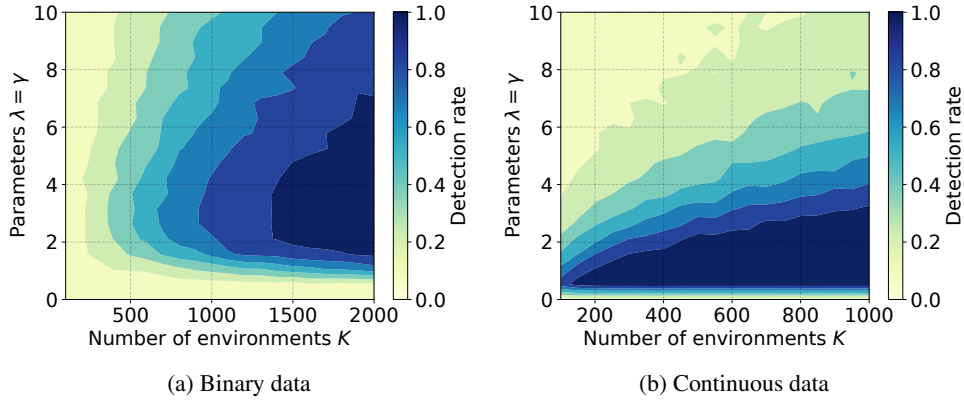 10
8
6
4
2
0
Parameters λ = γ
500 1000 1500 2000
Number of environments K
1.0
0.8
0.6
0.4
0.2
0.0
Detection rate
(a) Binary data
10
8
6
4
2
0
Parameters λ = γ
200 400 600 800 1000
Number of environments K
1.0
0.8
0.6
0.4
0.2
0.0
Detection rate
(b) Continuous data